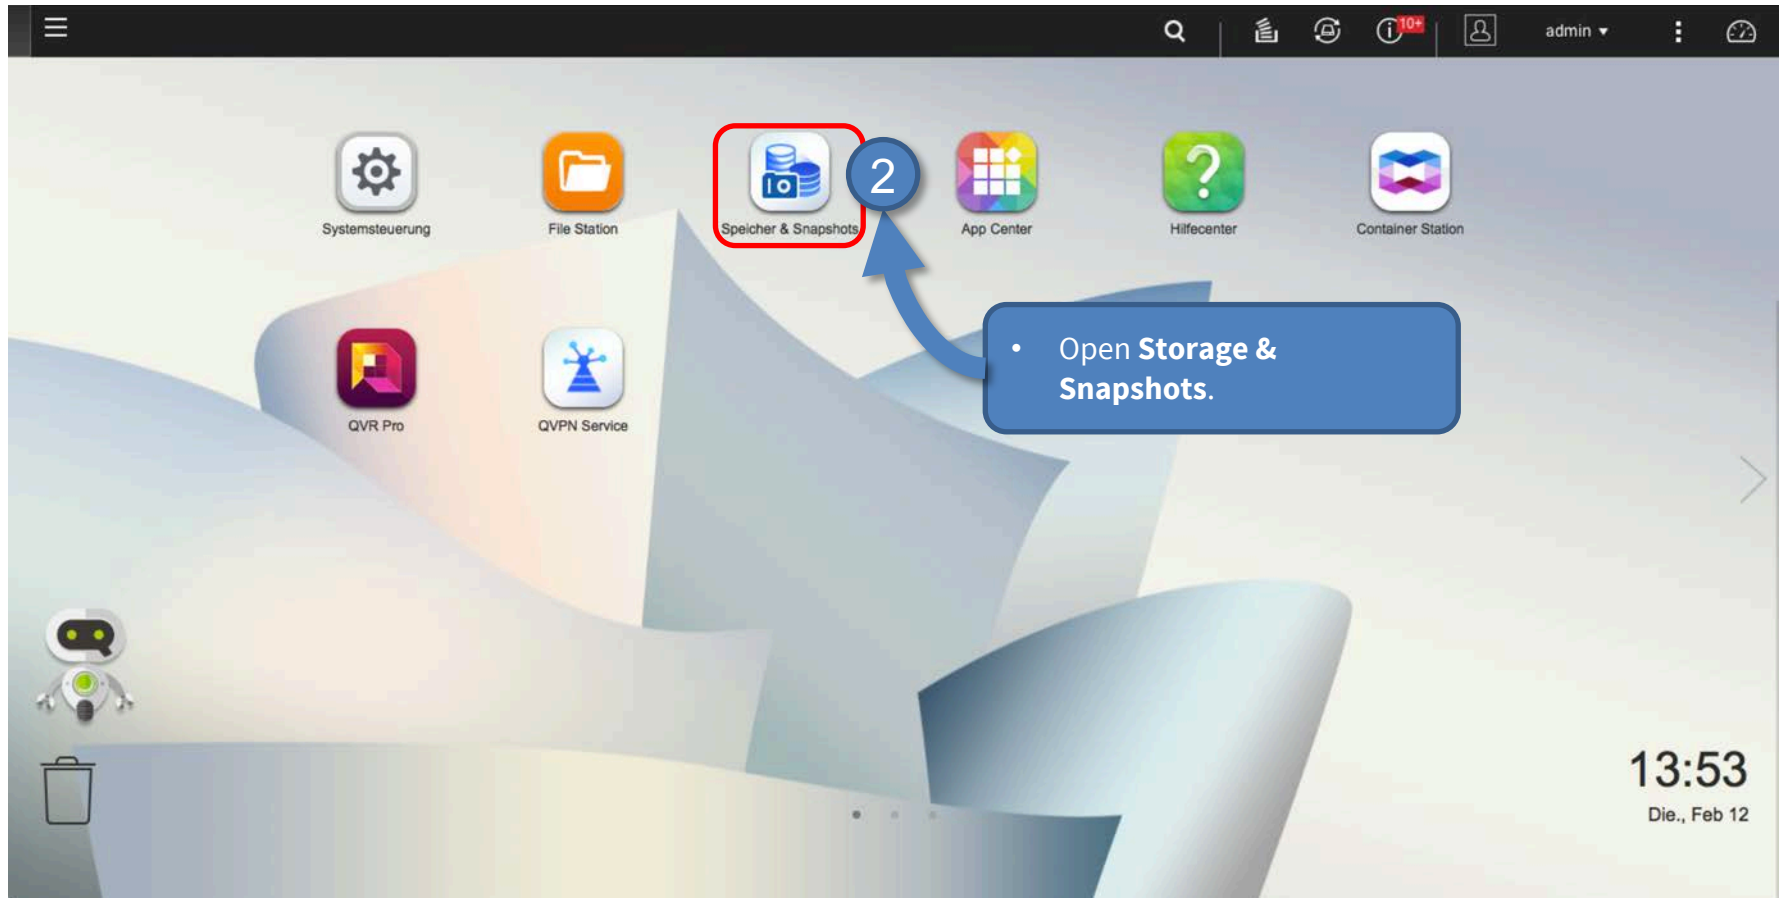 10+
admin
Systemsteuerung
File Station
Speicher & Snapshots
2
App Center
Hilfecenter
Container Station
• Open Storage &
Snapshots.
QVR Pro
QVPN Service
13:53
Die., Feb 12